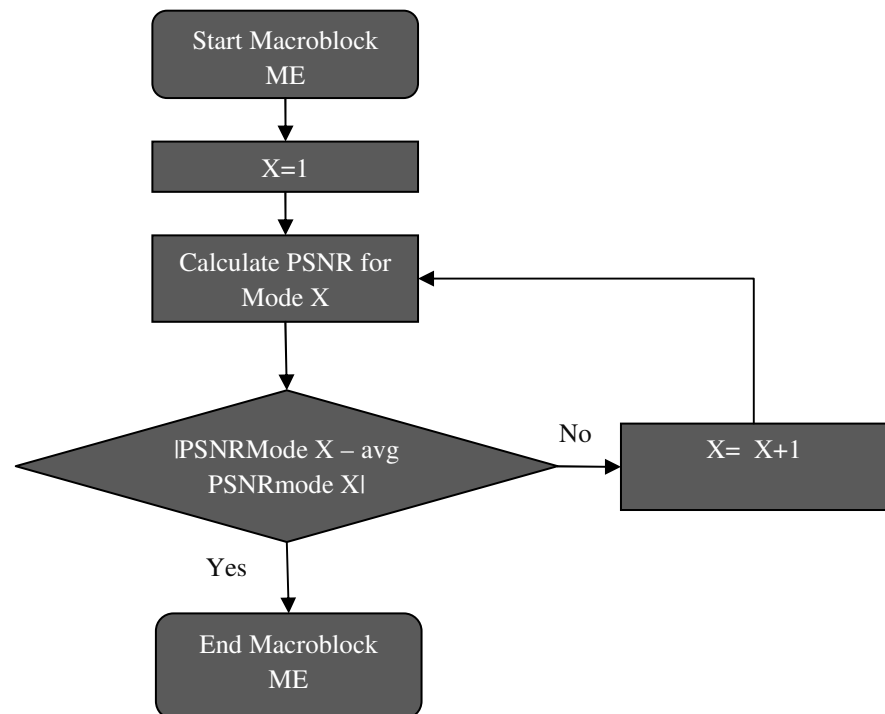 Start Macroblock
ME
X=1
Calculate PSNR for
Mode X
|PSNRMode X – avg
PSNRmode X|
No
X=  X+1
Yes
End Macroblock
ME